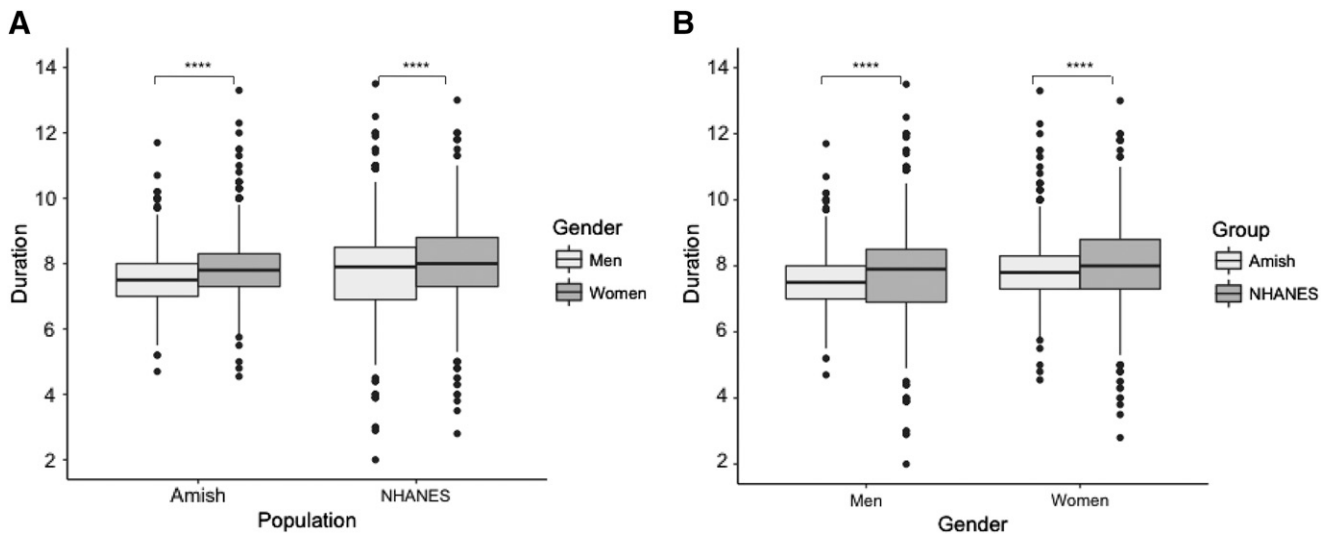 A
14
12
10
8
6
4
2
Duration
****
****
Amish
NHANES
Population
Gender
Men
Women
B
14
12
10
8
6
4
2
Duration
****
****
Men
Women
Gender
Group
Amish
NHANES